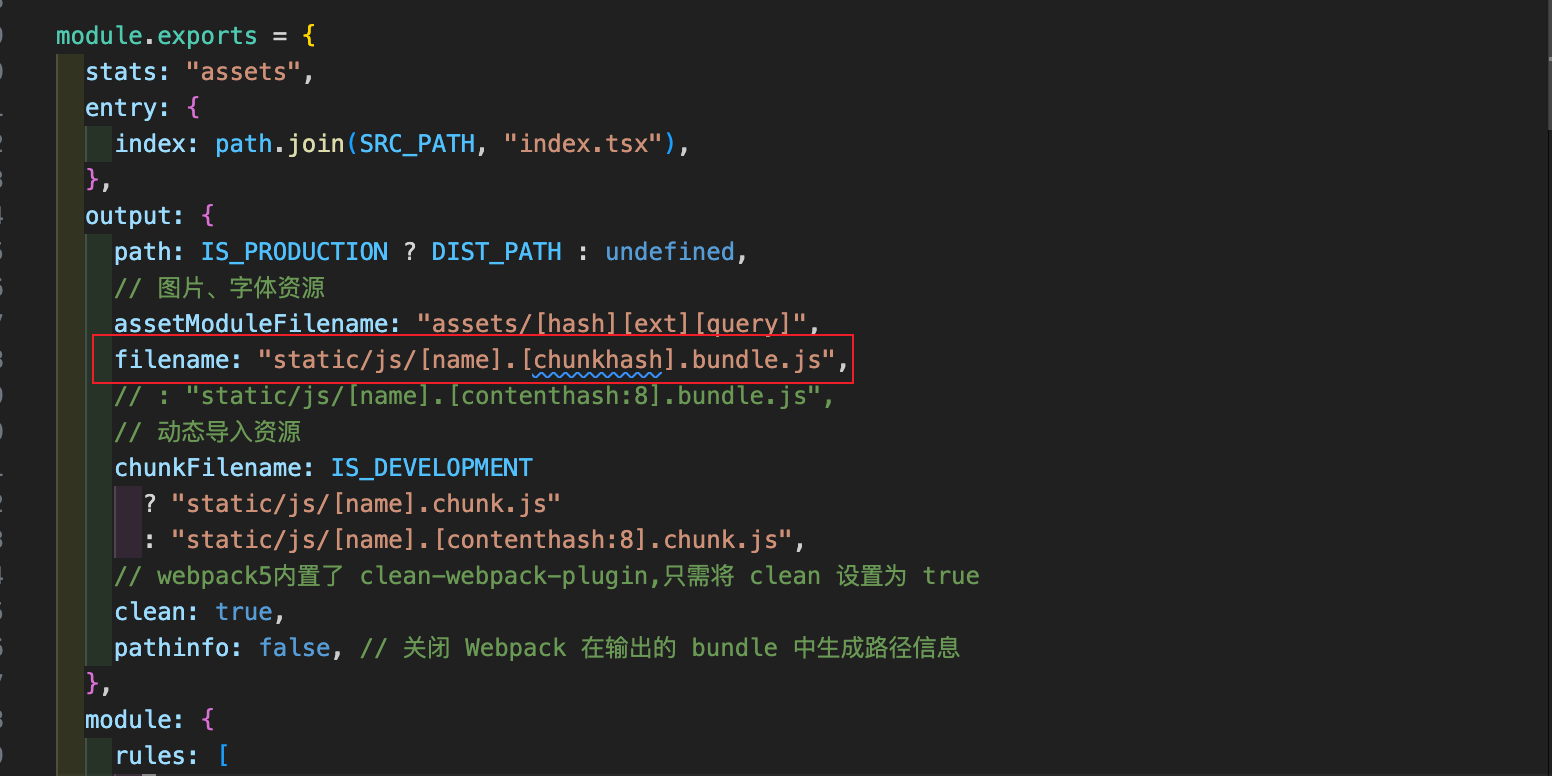 module.exports = {
stats: "assets",
entry: {
index: path.join(SRC_PATH, "index.tsx"),
},
output: {
path: IS_PRODUCTION ? DIST_PATH : undefined,
// 图片、字体资源
assetModuleFilename: "assets/[hash][ext][query]",
filename: "static/js/[name].[chunkhash].bundle.js",
// : "static/js/[name].[contenthash:8].bundle.js",
// 动态导入资源
chunkFilename: IS_DEVELOPMENT
? "static/js/[name].chunk.js"
: "static/js/[name].[contenthash:8].chunk.js",
// webpack5内置了 clean-webpack-plugin,只需将 clean 设置为 true
clean: true,
pathinfo: false, // 关闭 Webpack 在输出的 bundle 中生成路径信息
},
module: {
rules: [